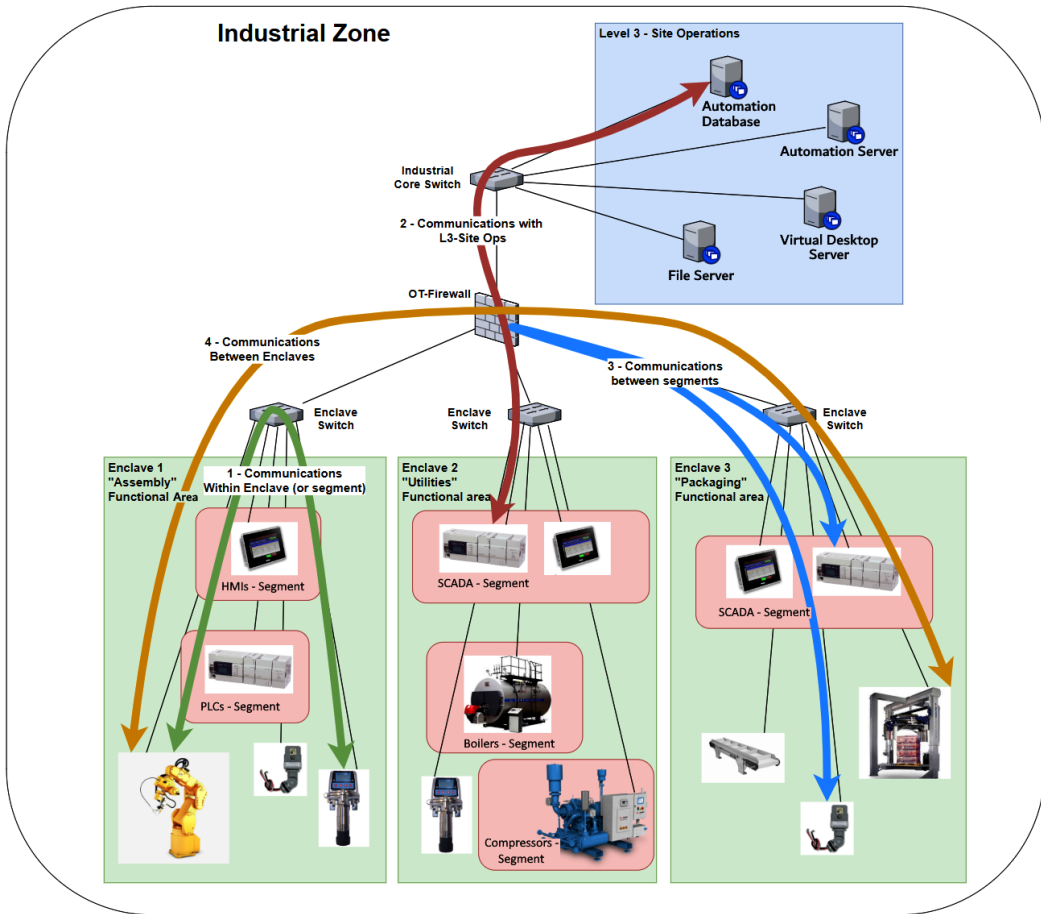 Industrial Zone
Level 3 - Site Operations
Automation
Database
Automation Server
Industrial
Core Switch
2 - Communications with
L3-Site Ops
Virtual Desktop
Server
File Server
OT-Firewall
4 - Communications
Between Enclaves
3 - Communications
between segments
Enclave
Switch
Enclave
Switch
Enclave
Switch
Enclave 1
"Assembly"
Functional Area
1 - Communications
Within Enclave (or segment)
Enclave 2
"Utilities"
Functional area
Enclave 3
"Packaging"
Functional area
HMIs - Segment
SCADA - Segment
SCADA - Segment
PLCs - Segment
Boilers - Segment
Compressors -
Segment